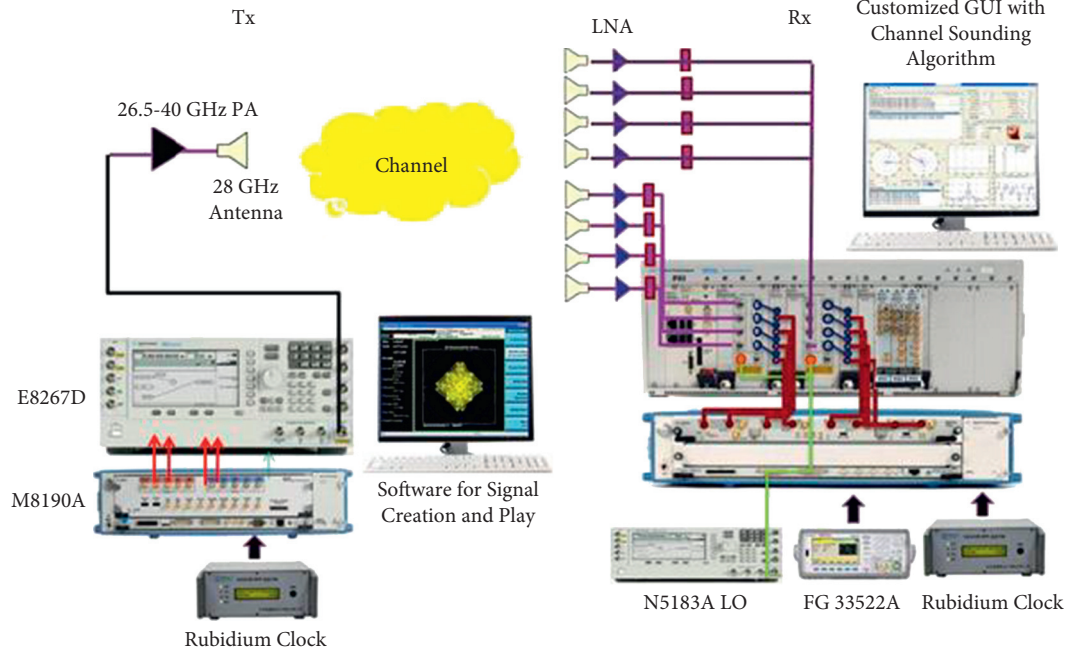 Tx
26.5-40 GHz PA
28 GHz
Antenna
Channel
E8267D
M8190A
Software for Signal
Creation and Play
Rubidium Clock
LNA
Rx
Customized GUI with
Channel Sounding
Algorithm
N5183A LO
FG 33522A
Rubidium Clock